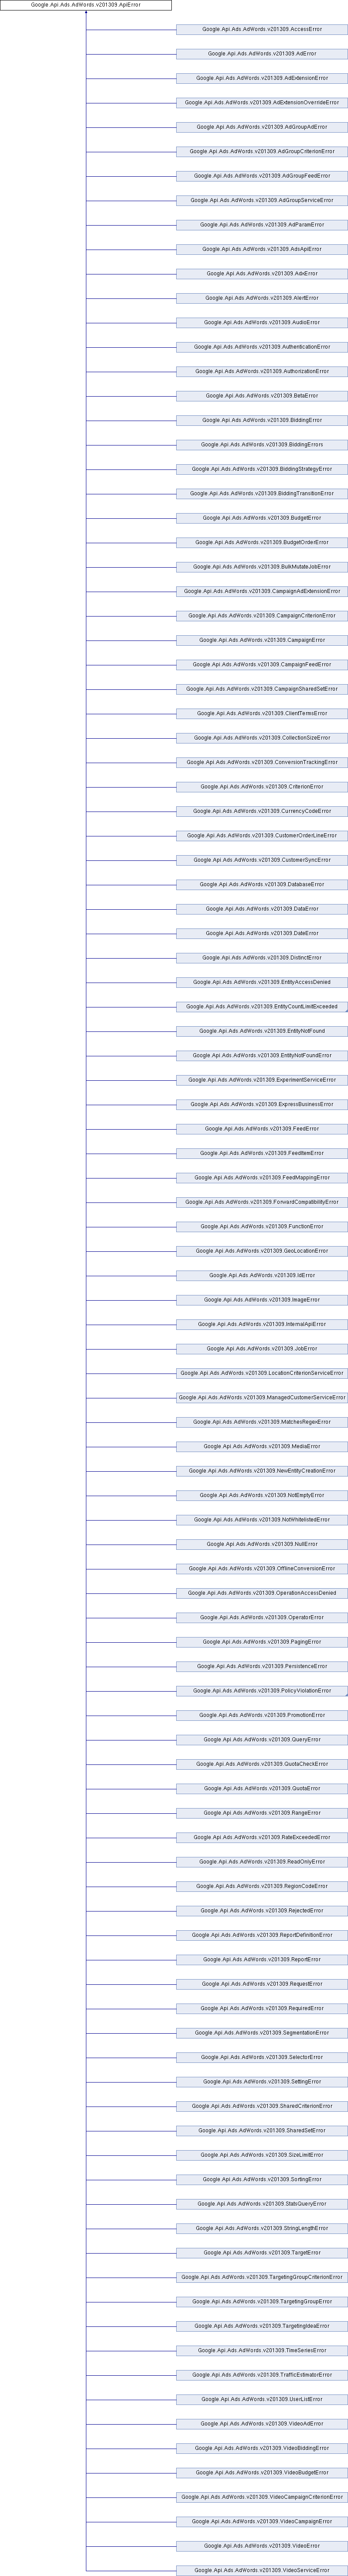 Google.Api.Ads.AdWords.v201309.ApiError
Google.Api.Ads.AdWords.v201309.AccessError
Google.Api.Ads.AdWords.v201309.AdError
Google.Api.Ads.AdWords.v201309.AdExtensionError
Google.Api.Ads.AdWords.v201309.AdExtensionOverrideError
Google.Api.Ads.AdWords.v201309.AdGroupAdError
Google.Api.Ads.AdWords.v201309.AdGroupCriterionError
Google.Api.Ads.AdWords.v201309.AdGroupFeedError
Google.Api.Ads.AdWords.v201309.AdGroupServiceError
Google.Api.Ads.AdWords.v201309.AdParamError
Google.Api.Ads.AdWords.v201309.AdsApiError
Google.Api.Ads.AdWords.v201309.AdxError
Google.Api.Ads.AdWords.v201309.AlertError
Google.Api.Ads.AdWords.v201309.AudioError
Google.Api.Ads.AdWords.v201309.AuthenticationError
Google.Api.Ads.AdWords.v201309.AuthorizationError
Google.Api.Ads.AdWords.v201309.BetaError
Google.Api.Ads.AdWords.v201309.BiddingError
Google.Api.Ads.AdWords.v201309.BiddingErrors
Google.Api.Ads.AdWords.v201309.BiddingStrategyError
Google.Api.Ads.AdWords.v201309.BiddingTransitionError
Google.Api.Ads.AdWords.v201309.BudgetError
Google.Api.Ads.AdWords.v201309.BudgetOrderError
Google.Api.Ads.AdWords.v201309.BulkMutateJobError
Google.Api.Ads.AdWords.v201309.CampaignAdExtensionError
Google.Api.Ads.AdWords.v201309.CampaignCriterionError
Google.Api.Ads.AdWords.v201309.CampaignError
Google.Api.Ads.AdWords.v201309.CampaignFeedError
Google.Api.Ads.AdWords.v201309.CampaignSharedSetError
Google.Api.Ads.AdWords.v201309.ClientTermsError
Google.Api.Ads.AdWords.v201309.CollectionSizeError
Google.Api.Ads.AdWords.v201309.ConversionTrackingError
Google.Api.Ads.AdWords.v201309.CriterionError
Google.Api.Ads.AdWords.v201309.CurrencyCodeError
Google.Api.Ads.AdWords.v201309.CustomerOrderLineError
Google.Api.Ads.AdWords.v201309.CustomerSyncError
Google.Api.Ads.AdWords.v201309.DatabaseError
Google.Api.Ads.AdWords.v201309.DataError
Google.Api.Ads.AdWords.v201309.DateError
Google.Api.Ads.AdWords.v201309.DistinctError
Google.Api.Ads.AdWords.v201309.EntityAccessDenied
Google.Api.Ads.AdWords.v201309.EntityCountLimitExceeded
Google.Api.Ads.AdWords.v201309.EntityNotFound
Google.Api.Ads.AdWords.v201309.EntityNotFoundError
Google.Api.Ads.AdWords.v201309.ExperimentServiceError
Google.Api.Ads.AdWords.v201309.ExpressBusinessError
Google.Api.Ads.AdWords.v201309.FeedError
Google.Api.Ads.AdWords.v201309.FeedItemError
Google.Api.Ads.AdWords.v201309.FeedMappingError
Google.Api.Ads.AdWords.v201309.ForwardCompatibilityError
Google.Api.Ads.AdWords.v201309.FunctionError
Google.Api.Ads.AdWords.v201309.GeoLocationError
Google.Api.Ads.AdWords.v201309.IdError
Google.Api.Ads.AdWords.v201309.ImageError
Google.Api.Ads.AdWords.v201309.InternalApiError
Google.Api.Ads.AdWords.v201309.JobError
Google.Api.Ads.AdWords.v201309.LocationCriterionServiceError
Google.Api.Ads.AdWords.v201309.ManagedCustomerServiceError
Google.Api.Ads.AdWords.v201309.MatchesRegexError
Google.Api.Ads.AdWords.v201309.MediaError
Google.Api.Ads.AdWords.v201309.NewEntityCreationError
Google.Api.Ads.AdWords.v201309.NotEmptyError
Google.Api.Ads.AdWords.v201309.NotWhitelistedError
Google.Api.Ads.AdWords.v201309.NullError
Google.Api.Ads.AdWords.v201309.OfflineConversionError
Google.Api.Ads.AdWords.v201309.OperationAccessDenied
Google.Api.Ads.AdWords.v201309.OperatorError
Google.Api.Ads.AdWords.v201309.PagingError
Google.Api.Ads.AdWords.v201309.PersistenceError
Google.Api.Ads.AdWords.v201309.PolicyViolationError
Google.Api.Ads.AdWords.v201309.PromotionError
Google.Api.Ads.AdWords.v201309.QueryError
Google.Api.Ads.AdWords.v201309.QuotaCheckError
Google.Api.Ads.AdWords.v201309.QuotaError
Google.Api.Ads.AdWords.v201309.RangeError
Google.Api.Ads.AdWords.v201309.RateExceededError
Google.Api.Ads.AdWords.v201309.ReadOnlyError
Google.Api.Ads.AdWords.v201309.RegionCodeError
Google.Api.Ads.AdWords.v201309.RejectedError
Google.Api.Ads.AdWords.v201309.ReportDefinitionError
Google.Api.Ads.AdWords.v201309.ReportError
Google.Api.Ads.AdWords.v201309.RequestError
Google.Api.Ads.AdWords.v201309.RequiredError
Google.Api.Ads.AdWords.v201309.SegmentationError
Google.Api.Ads.AdWords.v201309.SelectorError
Google.Api.Ads.AdWords.v201309.SettingError
Google.Api.Ads.AdWords.v201309.SharedCriterionError
Google.Api.Ads.AdWords.v201309.SharedSetError
Google.Api.Ads.AdWords.v201309.SizeLimitError
Google.Api.Ads.AdWords.v201309.SortingError
Google.Api.Ads.AdWords.v201309.StatsQueryError
Google.Api.Ads.AdWords.v201309.StringLengthError
Google.Api.Ads.AdWords.v201309.TargetError
Google.Api.Ads.AdWords.v201309.TargetingGroupCriterionError
Google.Api.Ads.AdWords.v201309.TargetingGroupError
Google.Api.Ads.AdWords.v201309.TargetingIdeaError
Google.Api.Ads.AdWords.v201309.TimeSeriesError
Google.Api.Ads.AdWords.v201309.TrafficEstimatorError
Google.Api.Ads.AdWords.v201309.UserListError
Google.Api.Ads.AdWords.v201309.VideoAdError
Google.Api.Ads.AdWords.v201309.VideoBiddingError
Google.Api.Ads.AdWords.v201309.VideoBudgetError
Google.Api.Ads.AdWords.v201309.VideoCampaignCriterionError
Google.Api.Ads.AdWords.v201309.VideoCampaignError
Google.Api.Ads.AdWords.v201309.VideoError
Google.Api.Ads.AdWords.v201309.VideoServiceError